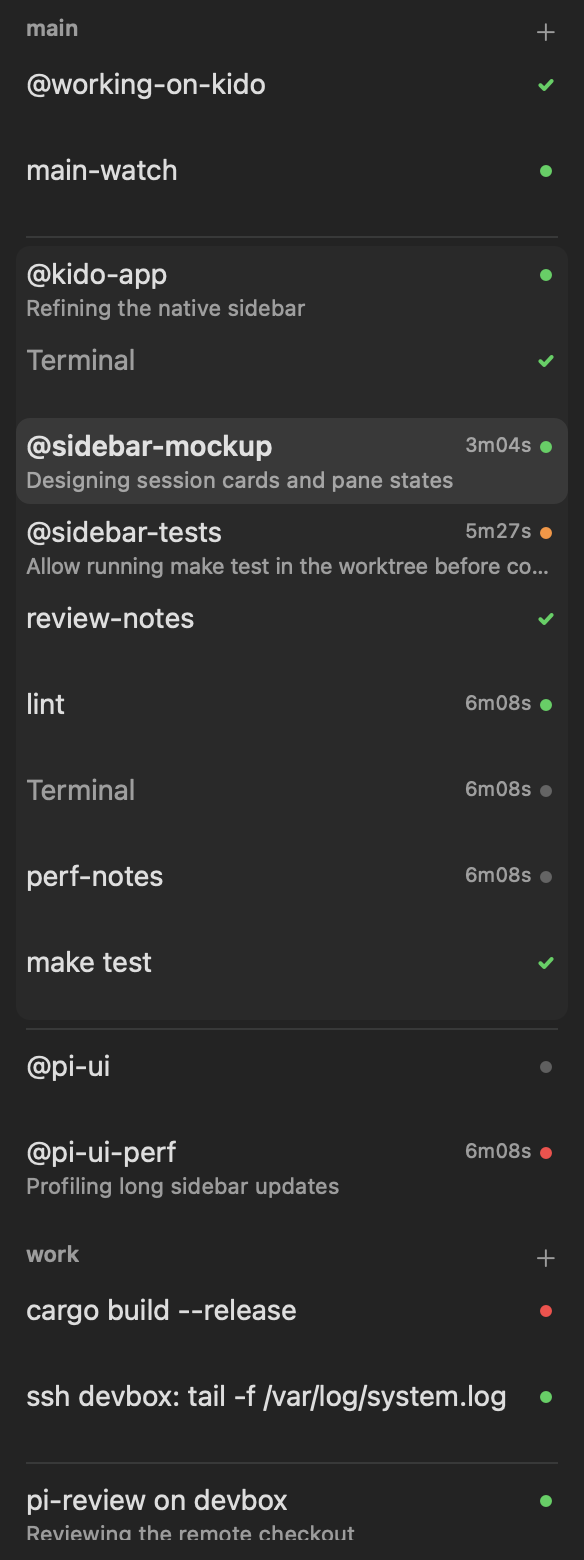 main
@working-on-kido
main-watch
@kido-app
Refining the native sidebar
Terminal
@sidebar-mockup 3m04s
Designing session cards and pane states
@sidebar-tests 5m27s
Allow running make test in the worktree before co...
review-notes
lint 6m08s
Terminal 6m08s
perf-notes 6m08s
make test
@pi-ui
@pi-ui-perf 6m08s
Profiling long sidebar updates
work
cargo build --release
ssh devbox: tail -f /var/log/system.log
pi-review on devbox
Reviewing the remote checkout